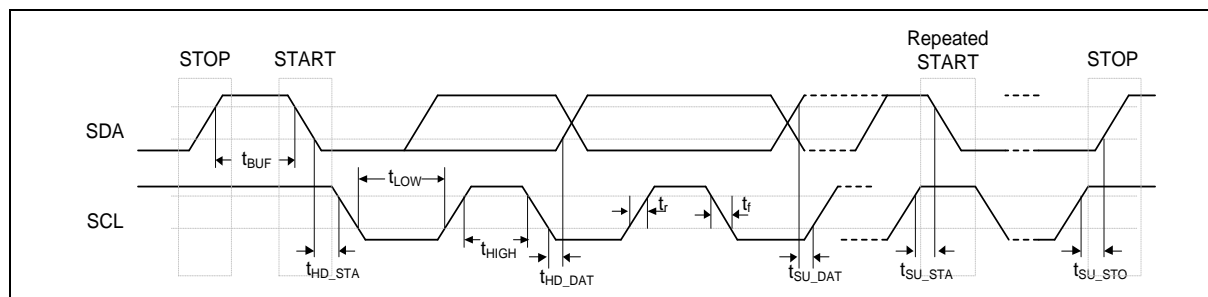 STOP
START
Repeated
START
STOP
SDA
tBUF
tLOW
SCL
tr
tf
tHIGH
tHD_STA
tHD_DAT
tSU_DAT
tSU_STA
tSU_STO